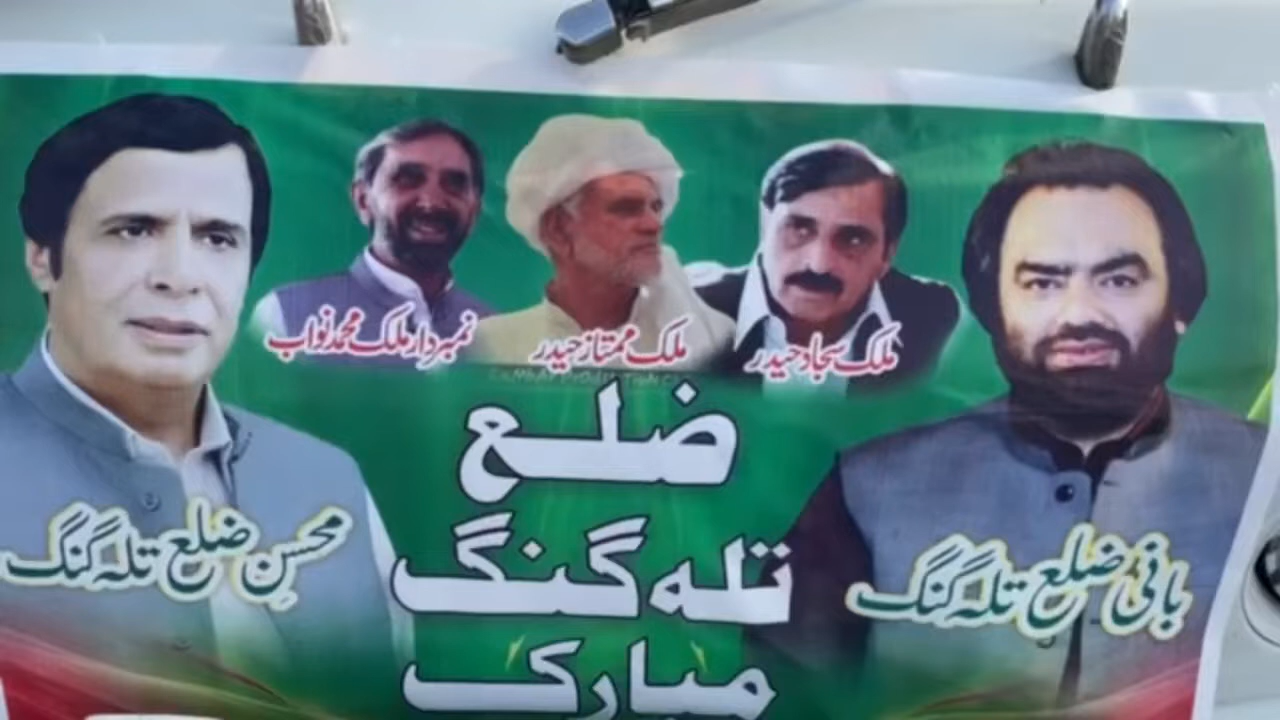 نمبردار ملک محمد نواب
ملک ممتاز حیدر
ملک سجاد حیدر
ضلع
تلہ گنگ
مبارک
محسنِ ضلع تلہ گنگ
بانی ضلع تلہ گنگ